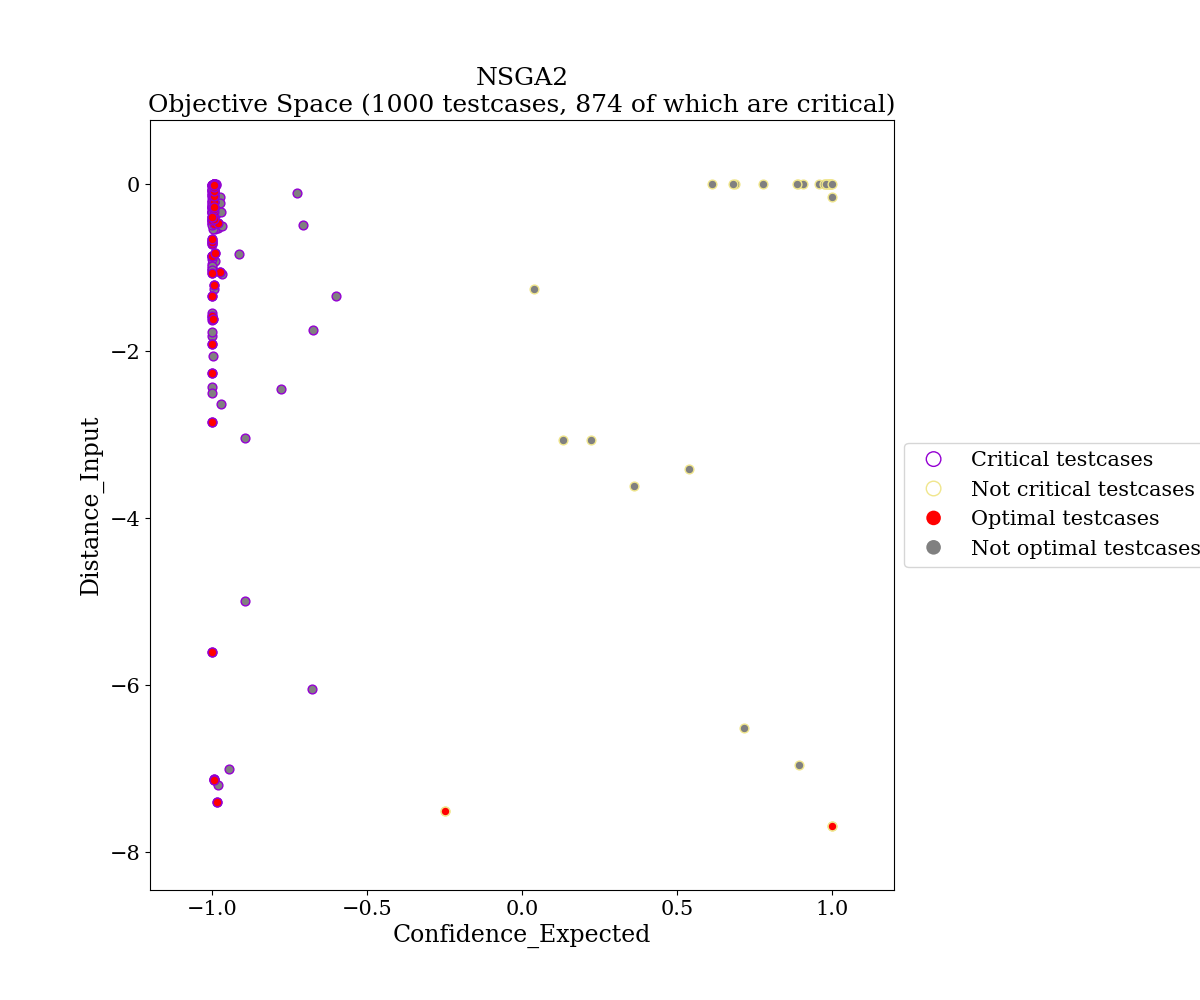 NSGA2
Objective Space (1000 testcases, 874 of which are critical)
0
−2
−4
−6
−8
Distance_Input
−1.0
−0.5
0.0
0.5
1.0
Confidence_Expected
Critical testcases
Not critical testcases
Optimal testcases
Not optimal testcases